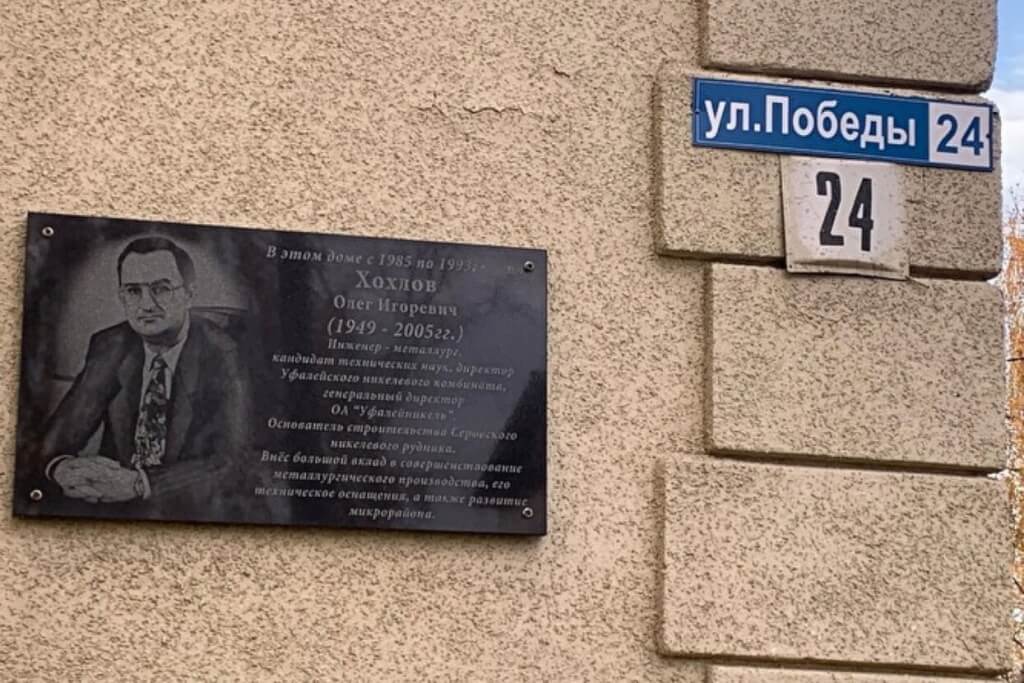 В этом доме с 1985 по 1993г.
Хохлов
Олег Игоревич
(1949 - 2005гг.)
Инженер - металлург,
кандидат технических наук, директор
Уфалейского никелевого комбината,
генеральный директор
ОА "Уфалейникель".
Основатель строительства Серовского
никелевого рудника.
Внёс большой вклад в совершенствование
металлургического производства, его
техническое оснащения, а также развитие
микрорайона.
ул.Победы 24
24